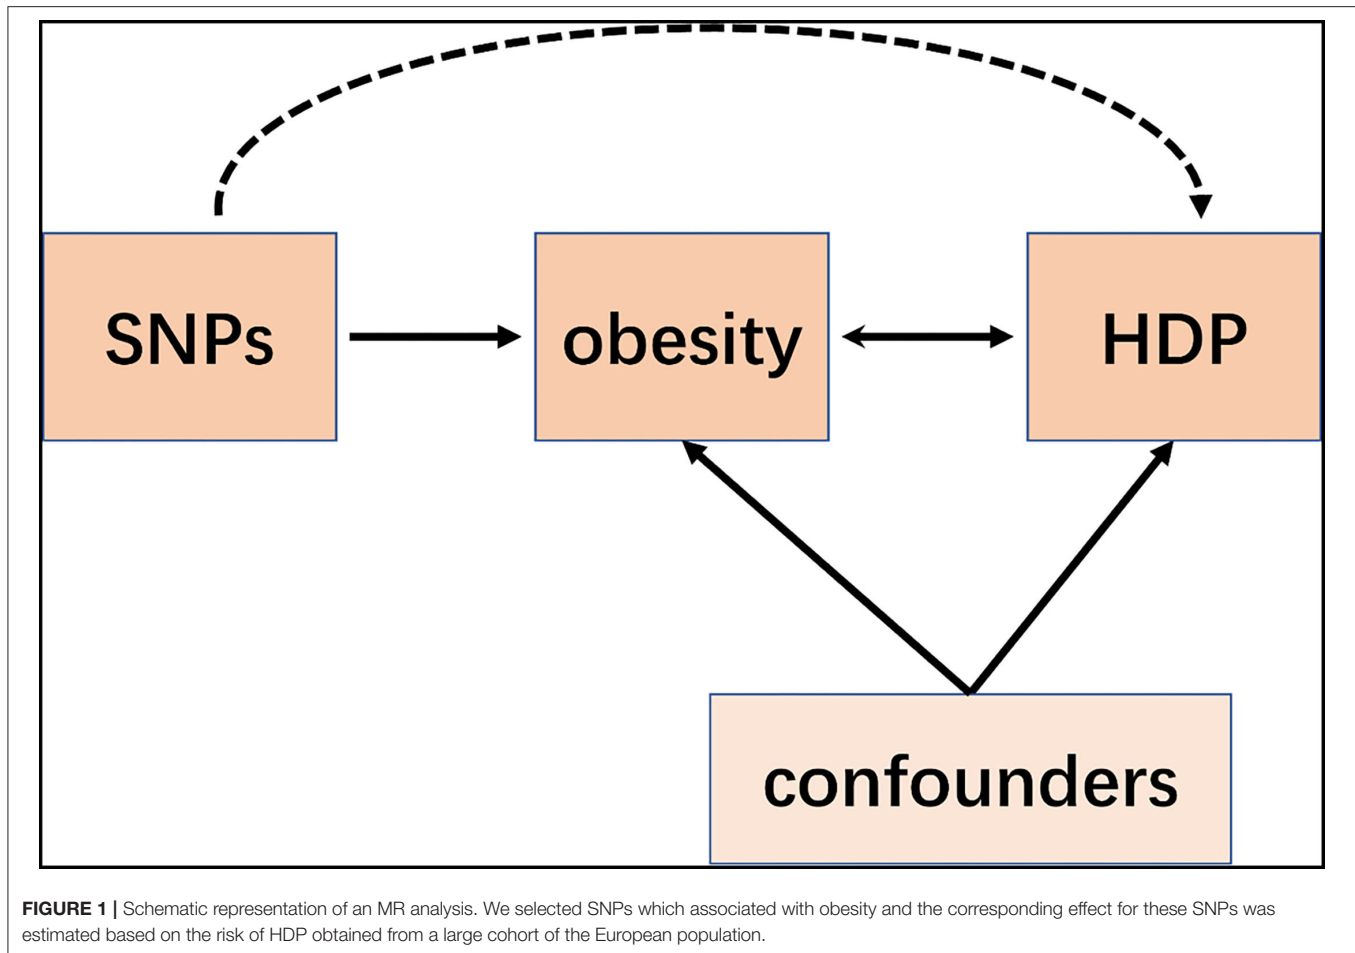 SNPs
obesity
HDP
confounders
FIGURE 1 | Schematic representation of an MR analysis. We selected SNPs which associated with obesity and the corresponding effect for these SNPs was
estimated based on the risk of HDP obtained from a large cohort of the European population.